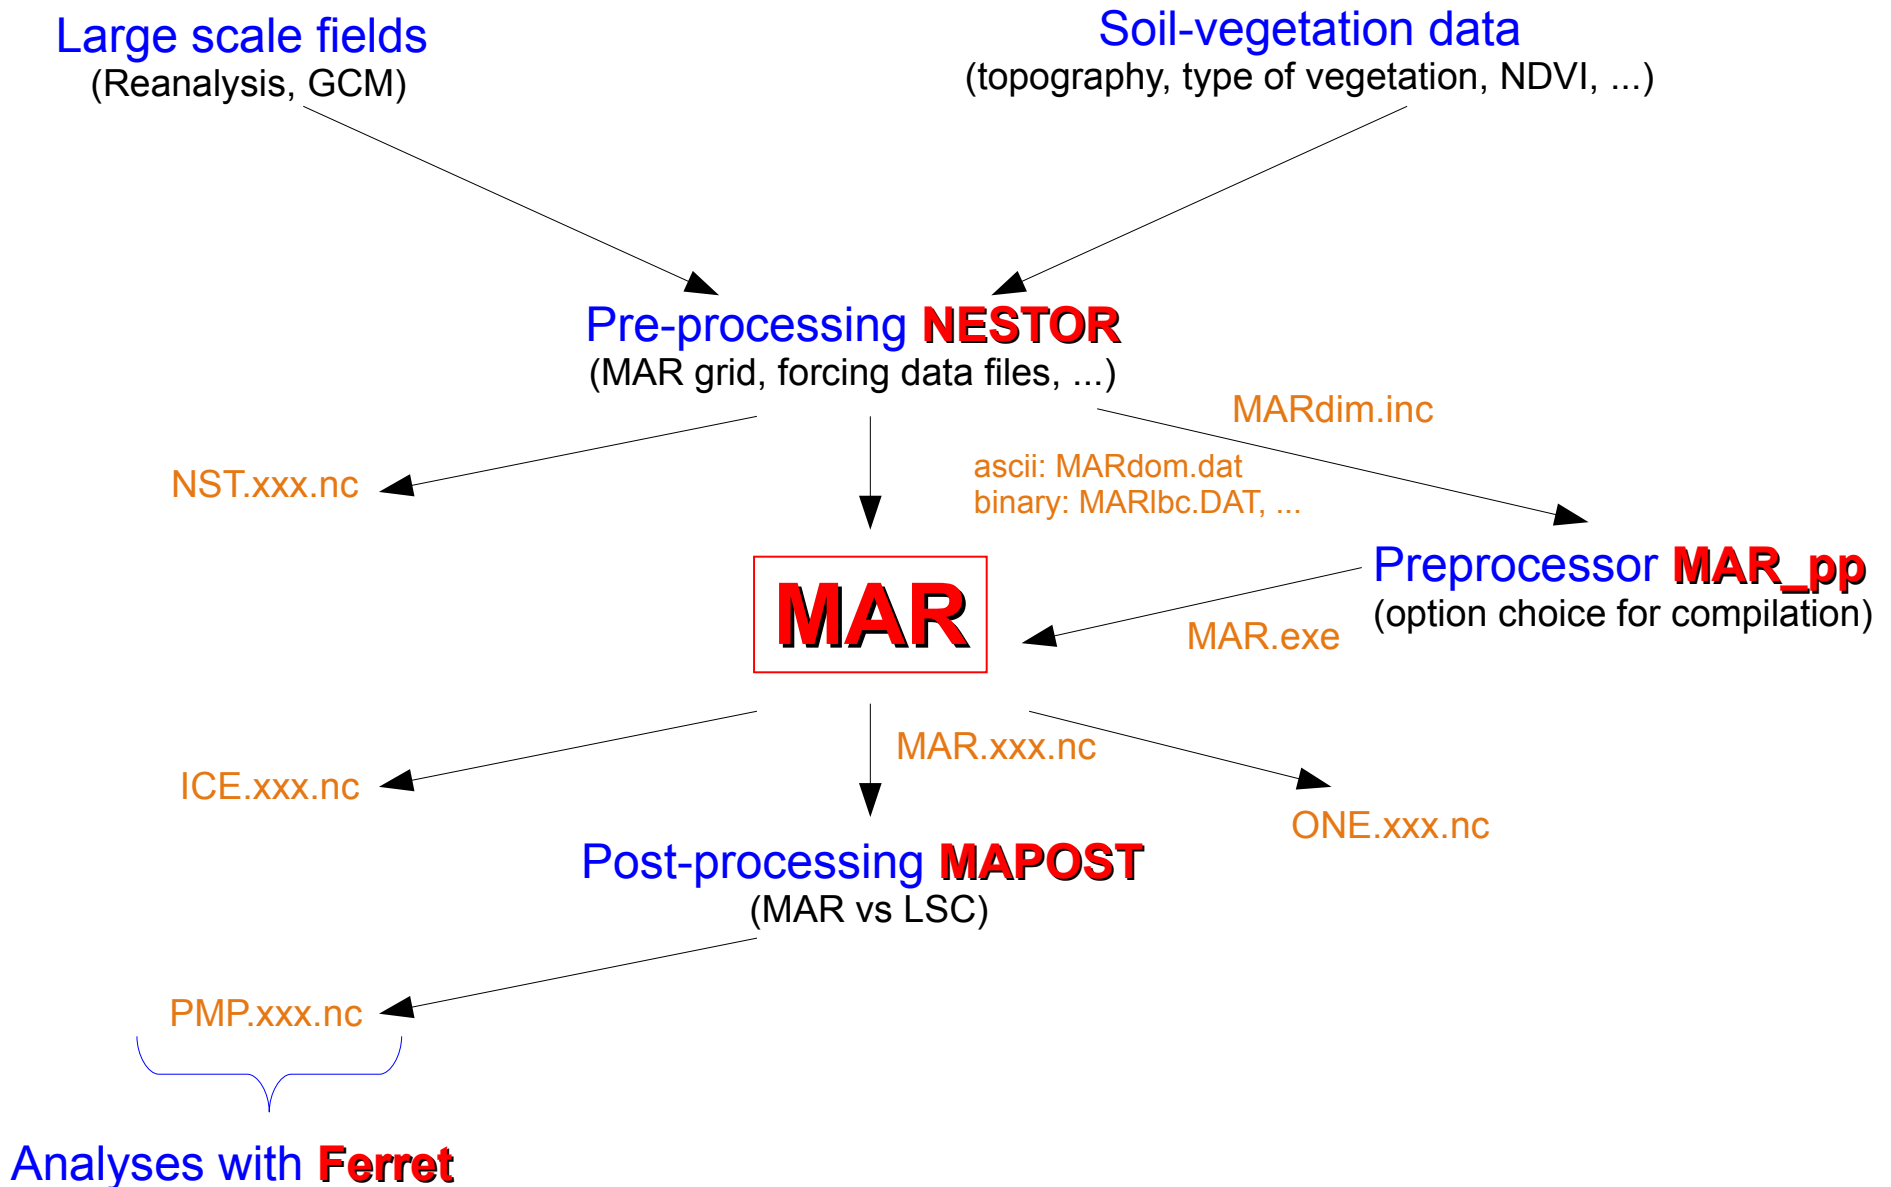 Large scale fields
(Reanalysis, GCM)
Soil-vegetation data
(topography, type of vegetation, NDVI, ...)
Pre-processing NESTOR
(MAR grid, forcing data files, ...)
MARdim.inc
NST.xxx.nc
ascii: MARdom.dat
binary: MARlbc.DAT, ...
Preprocessor MAR_pp
(option choice for compilation)
MAR
MAR.exe
MAR.xxx.nc
ICE.xxx.nc
ONE.xxx.nc
Post-processing MAPOST
(MAR vs LSC)
PMP.xxx.nc
Analyses with Ferret